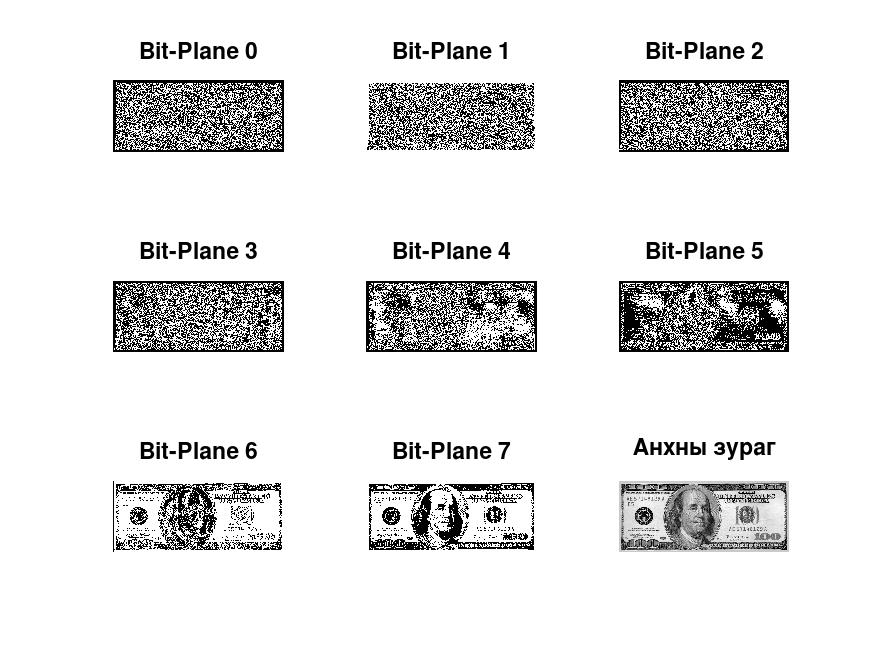 Bit-Plane 0
Bit-Plane 1
Bit-Plane 2
Bit-Plane 3
Bit-Plane 4
Bit-Plane 5
Bit-Plane 6
Bit-Plane 7
Анхны зураг
100